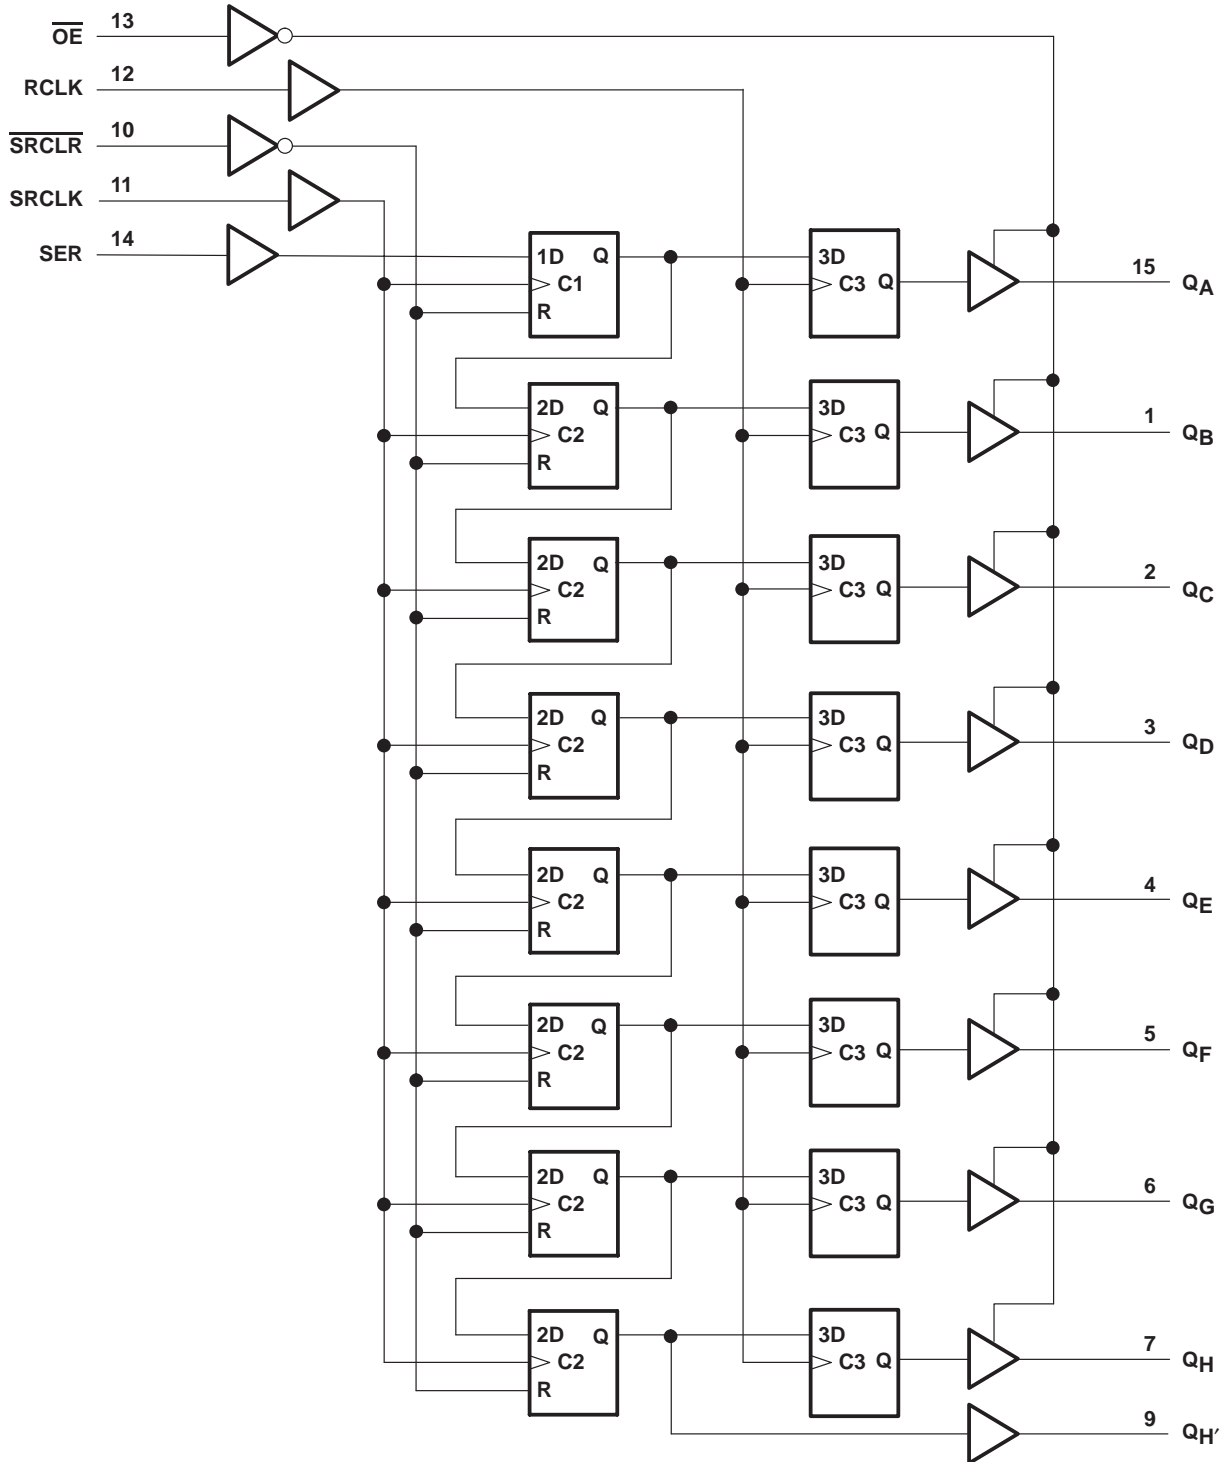 OE 13
RCLK 12
SRCLR 10
SRCLK 11
SER 14
1D Q
C1
R
3D
C3 Q
15 QA
2D Q
C2
R
3D
C3 Q
1 QB
2D Q
C2
R
3D
C3 Q
2 QC
2D Q
C2
R
3D
C3 Q
3 QD
2D Q
C2
R
3D
C3 Q
4 QE
2D Q
C2
R
3D
C3 Q
5 QF
2D Q
C2
R
3D
C3 Q
6 QG
2D Q
C2
R
3D
C3 Q
7 QH
9 QH′